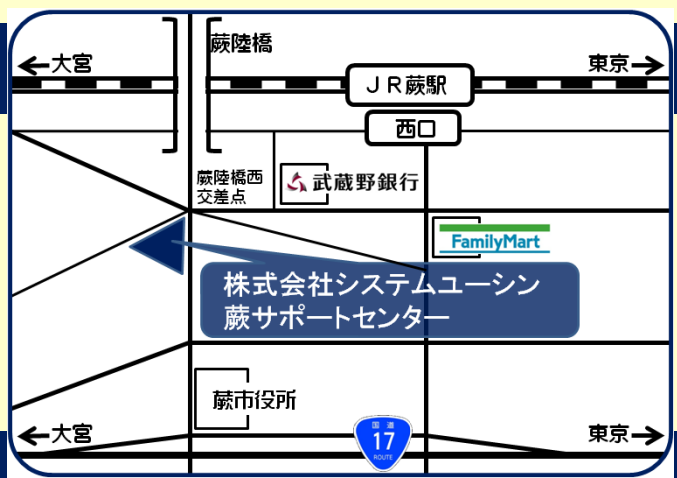 蕨陸橋
←大宮
東京→
JR蕨駅
西口
蕨陸橋西
交差点
武蔵野銀行
FamilyMart
株式会社システムユーシン
蕨サポートセンター
蕨市役所
←大宮
国道
17
ROUTE
東京→